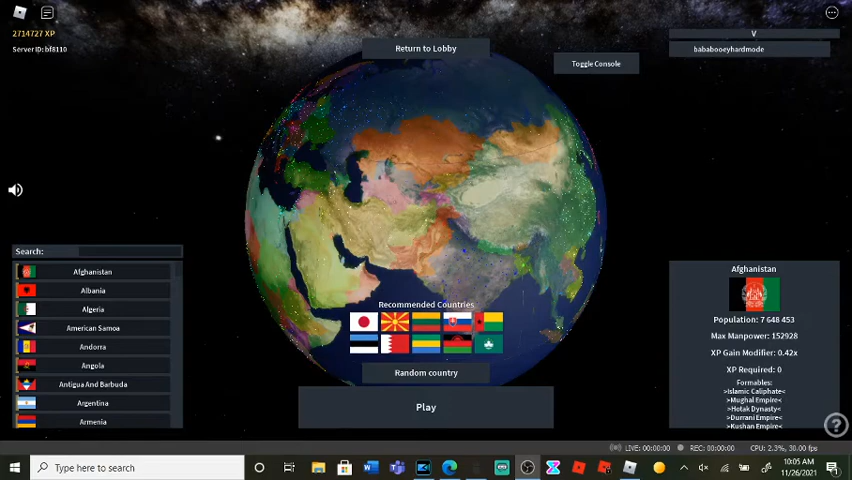 2714727 XP
Server ID: bf8110
Return to Lobby
Toggle Console
V
bababooeyhardmode
Search:
Afghanistan
Albania
Algeria
American Samoa
Andorra
Angola
Antigua And Barbuda
Argentina
Armenia
Recommended Countries
Random country
Play
Afghanistan
Population: 7 648 453
Max Manpower: 152928
XP Gain Modifier: 0.42x
XP Required: 0
Formables:
>Islamic Caliphate<
>Mughal Empire<
>Hotak Dynasty<
>Durrani Empire<
>Kushan Empire<
?
LIVE: 00:00:00
REC: 00:00:00
CPU: 2.3%, 30.00 fps
Type here to search
10:05 AM
11/26/2021